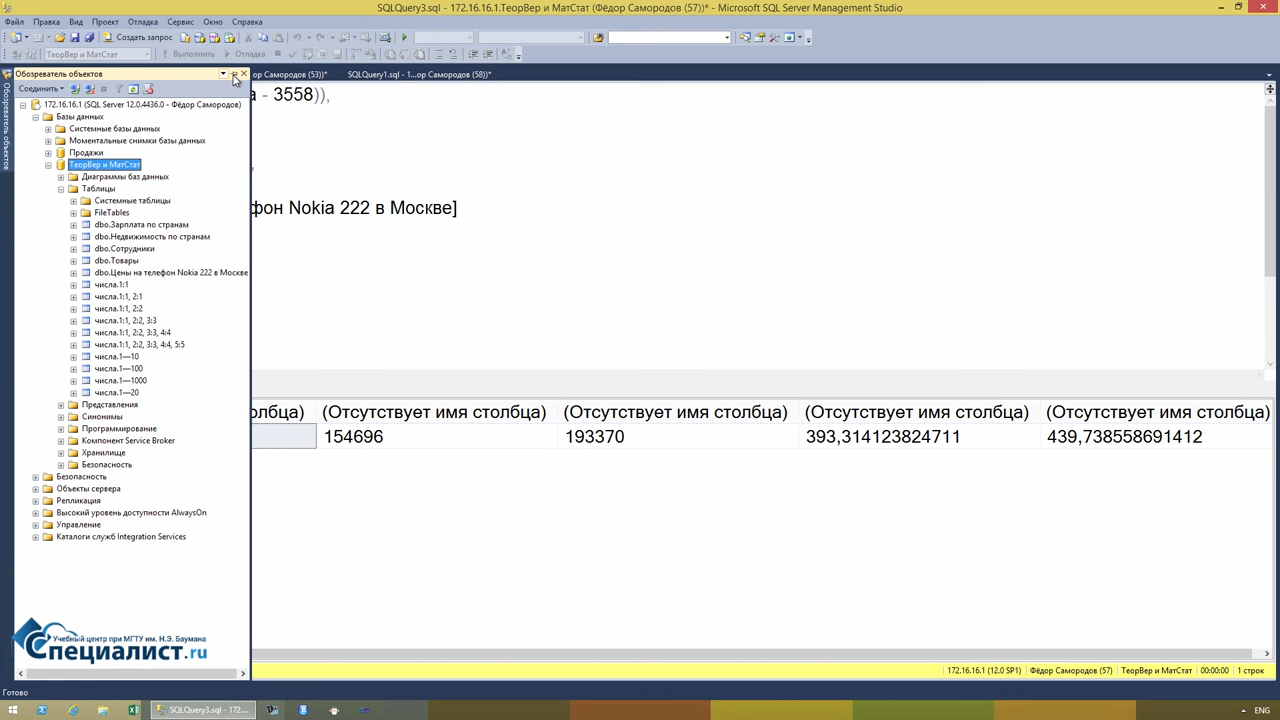 SQLQuery3.sql - 172.16.16.1.ТеорВер и МатСтат (Фёдор Самородов (57))* - Microsoft SQL Server Management Studio
Файл Правка Вид Проект Отладка Сервис Окно Справка
Создать запрос
ТеорВер и МатСтат Выполнить Отладка
Обозреватель объектов
ор Самородов (53))* SQLQuery1.sql - 1...ор Самородов (58))*
Обозреватель объектов
Соединить
172.16.16.1 (SQL Server 12.0.4436.0 - Фёдор Самородов)
Базы данных
Системные базы данных
Моментальные снимки базы данных
Продажи
ТеорВер и МатСтат
Диаграммы баз данных
Таблицы
Системные таблицы
FileTables
dbo.Зарплата по странам
dbo.Недвижимость по странам
dbo.Сотрудники
dbo.Товары
dbo.Цены на телефон Nokia 222 в Москве
числа.1:1
числа.1:1, 2:1
числа.1:1, 2:2
числа.1:1, 2:2, 3:3
числа.1:1, 2:2, 3:3, 4:4
числа.1:1, 2:2, 3:3, 4:4, 5:5
числа.1—10
числа.1—100
числа.1—1000
числа.1—20
Представления
Синонимы
Программирование
Компонент Service Broker
Хранилище
Безопасность
Безопасность
Объекты сервера
Репликация
Высокий уровень доступности AlwaysOn
Управление
Каталоги служб Integration Services
а - 3558)),
,
фон Nokia 222 в Москве]
олбца) (Отсутствует имя столбца) (Отсутствует имя столбца) (Отсутствует имя столбца) (Отсутствует имя столбца)
154696 193370 393,314123824711 439,738558691412
Учебный центр при МГТУ им. Н.Э. Баумана
Специалист.ru
172.16.16.1 (12.0 SP1) Фёдор Самородов (57) ТеорВер и МатСтат 00:00:00 1 строк
Готово
SQLQuery3.sql - 172....
ENG